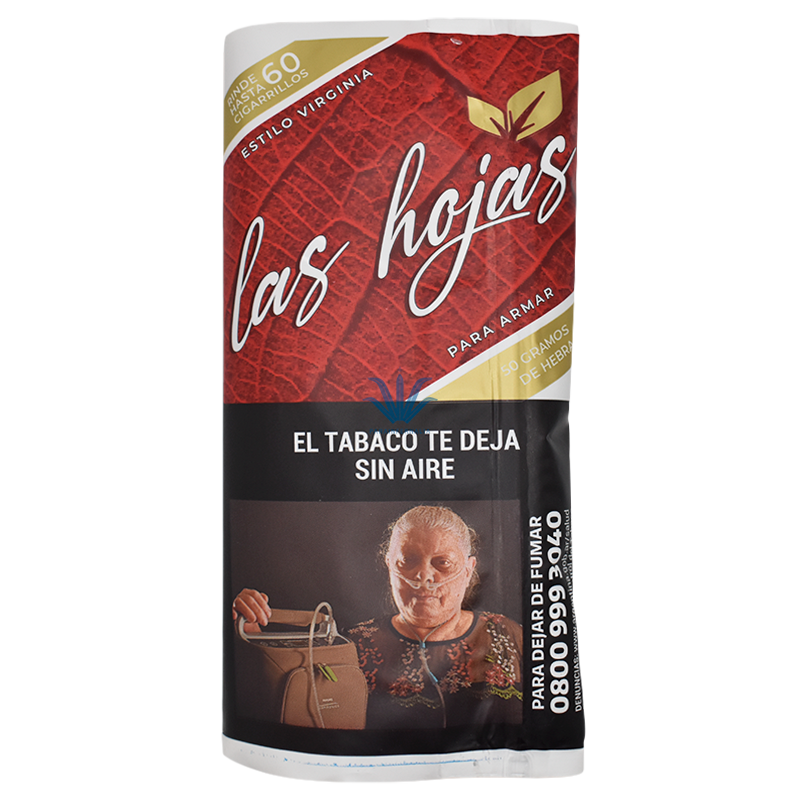 RINDE
HASTA 60
CIGARRILLOS
ESTILO VIRGINIA
las hojas
PARA ARMAR
50 GRAMOS
DE HEBRA
EL TABACO TE DEJA
SIN AIRE
PARA DEJAR DE FUMAR
0800 999 3040
DENUNCIAS: